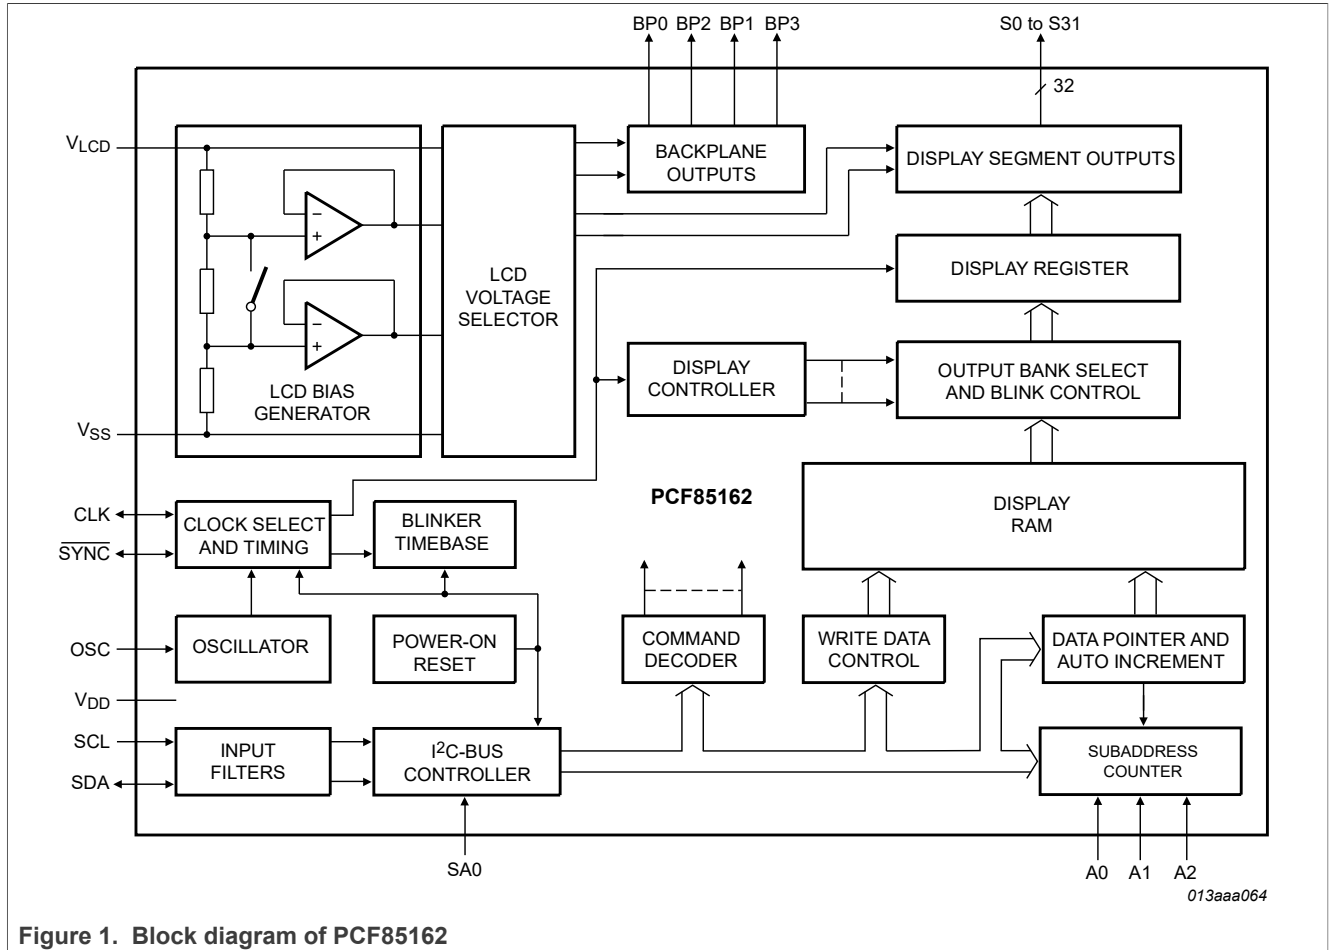 BP0 BP2 BP1 BP3
S0 to S31
32
VLCD
BACKPLANE
OUTPUTS
DISPLAY SEGMENT OUTPUTS
−
+
LCD
VOLTAGE
SELECTOR
DISPLAY REGISTER
−
+
LCD BIAS
GENERATOR
DISPLAY
CONTROLLER
OUTPUT BANK SELECT
AND BLINK CONTROL
VSS
PCF85162
DISPLAY
RAM
CLK
SYNC
CLOCK SELECT
AND TIMING
BLINKER
TIMEBASE
OSC
OSCILLATOR
POWER-ON
RESET
COMMAND
DECODER
WRITE DATA
CONTROL
DATA POINTER AND
AUTO INCREMENT
VDD
SCL
SDA
INPUT
FILTERS
I2C-BUS
CONTROLLER
SUBADDRESS
COUNTER
SA0
A0 A1 A2
013aaa064
Figure 1. Block diagram of PCF85162